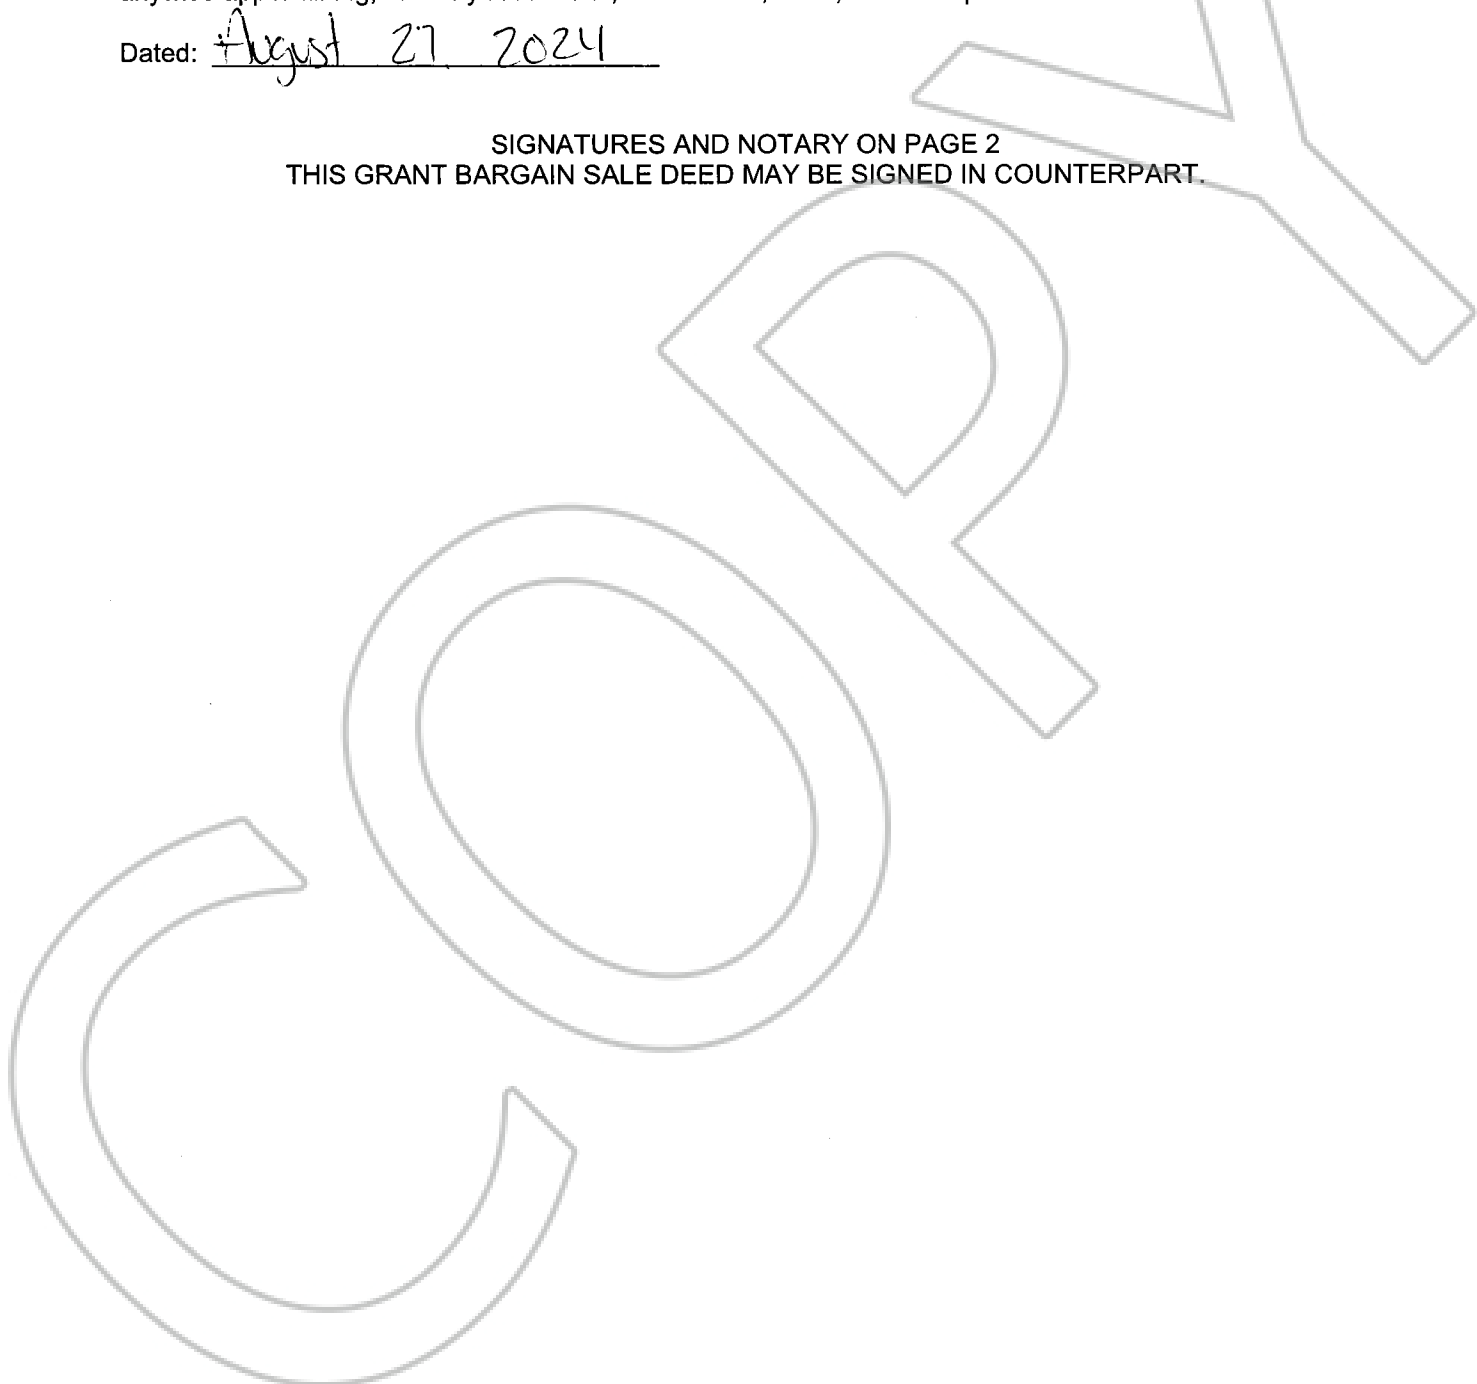 Dated: August 27 2024
SIGNATURES AND NOTARY ON PAGE 2
THIS GRANT BARGAIN SALE DEED MAY BE SIGNED IN COUNTERPART.
COPY